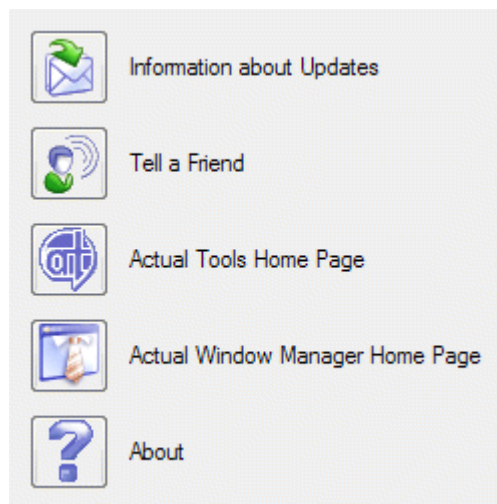 Information about Updates
Tell a Friend
Actual Tools Home Page
Actual Window Manager Home Page
About